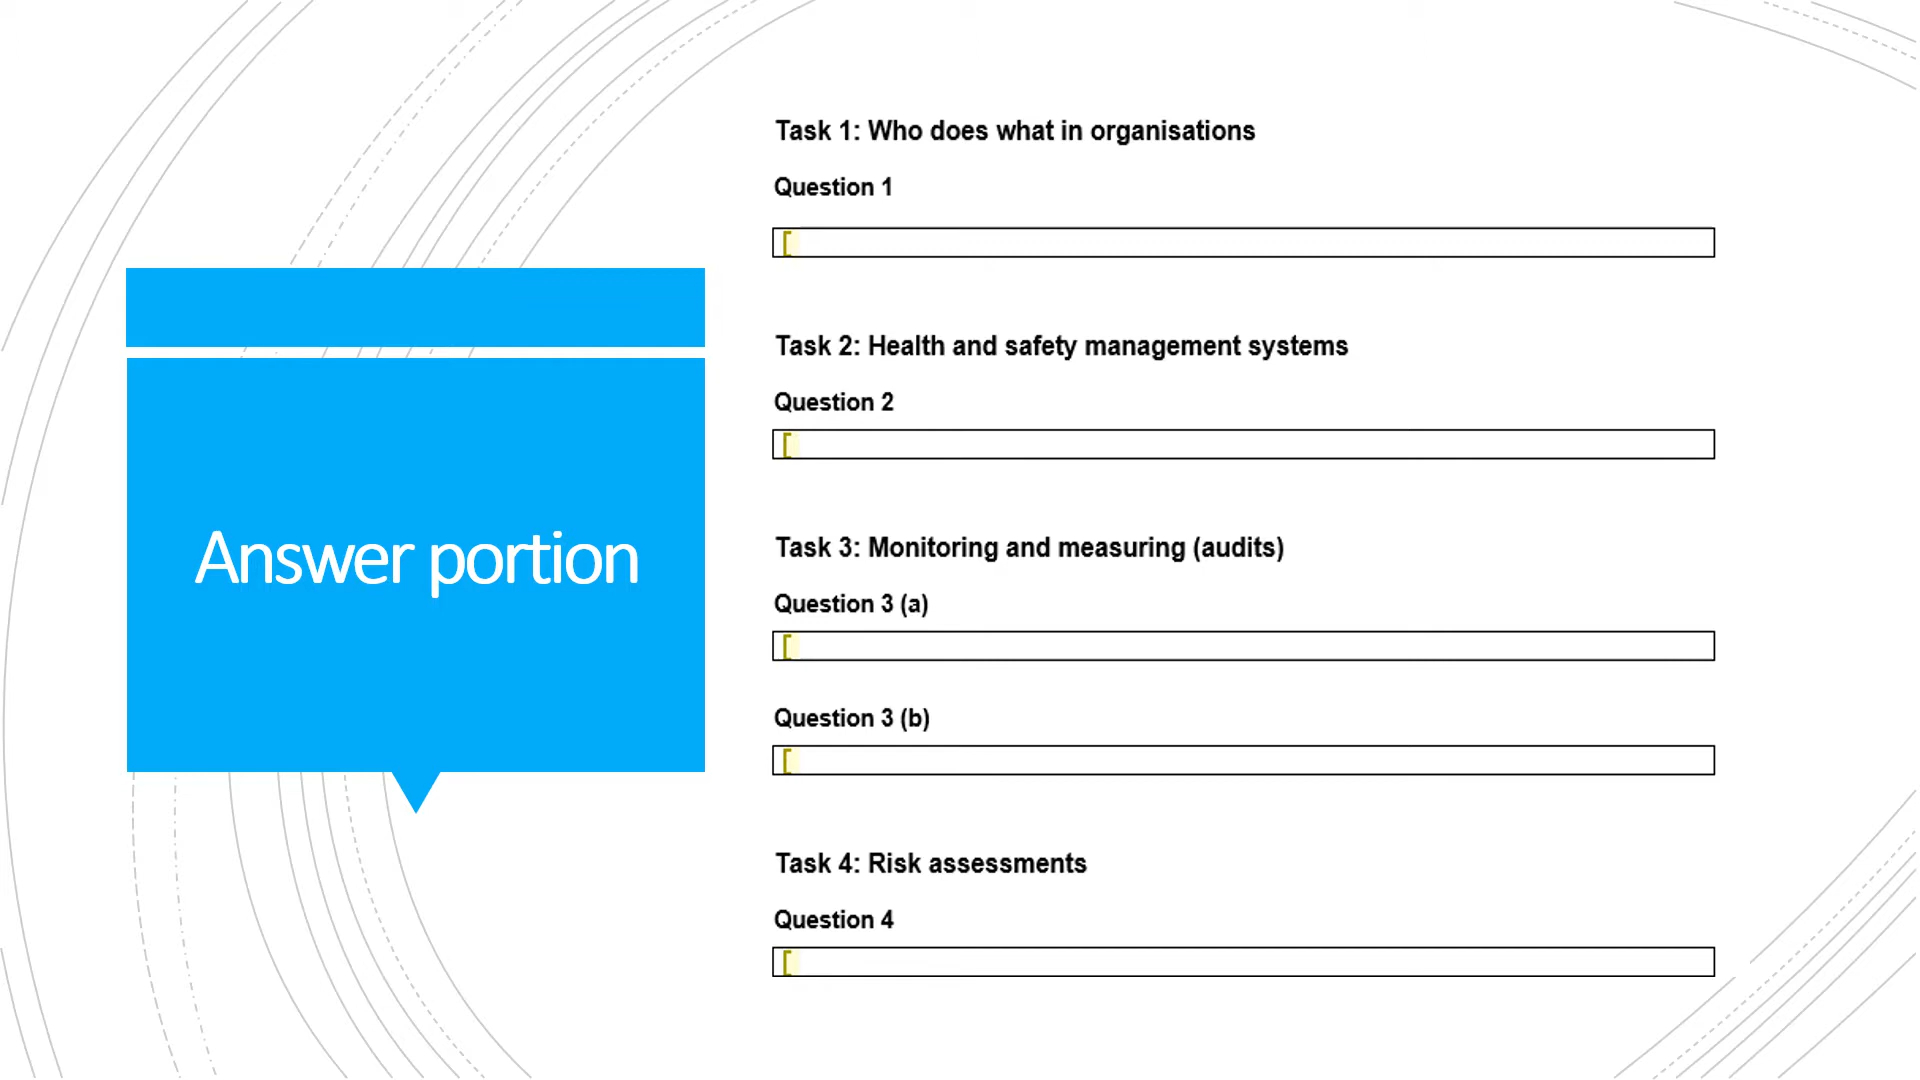 Answer portion
Task 1: Who does what in organisations
Question 1
[
Task 2: Health and safety management systems
Question 2
[
Task 3: Monitoring and measuring (audits)
Question 3 (a)
[
Question 3 (b)
[
Task 4: Risk assessments
Question 4
[